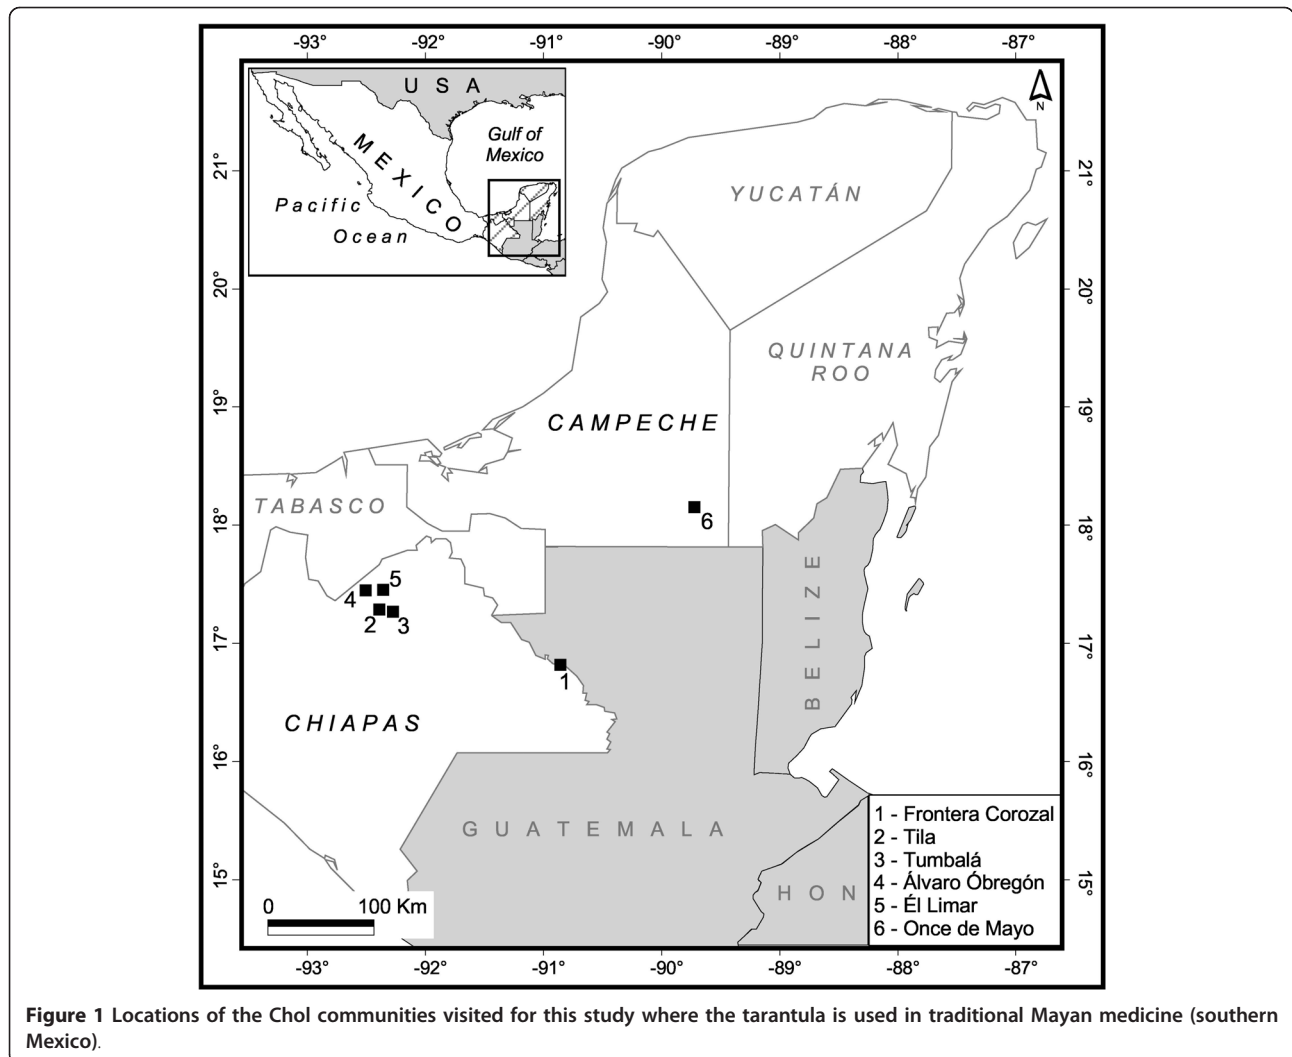 -93° -92° -91° -90° -89° -88° -87°
U S A
Gulf of
Mexico
MEXICO
Pacific
Ocean
N
21° 21°
YUCATÁN
20° 20°
QUINTANA
ROO
19° 19°
CAMPECHE
TABASCO
6
18° 18°
5
4
2 3
17° 17°
1
BELIZE
CHIAPAS
16° 16°
GUATEMALA
15° 15°
HON
0 100 Km
1 - Frontera Corozal
2 - Tila
3 - Tumbalá
4 - Álvaro Óbregón
5 - Él Limar
6 - Once de Mayo
-93° -92° -91° -90° -89° -88° -87°
Figure 1 Locations of the Chol communities visited for this study where the tarantula is used in traditional Mayan medicine (southern
Mexico).